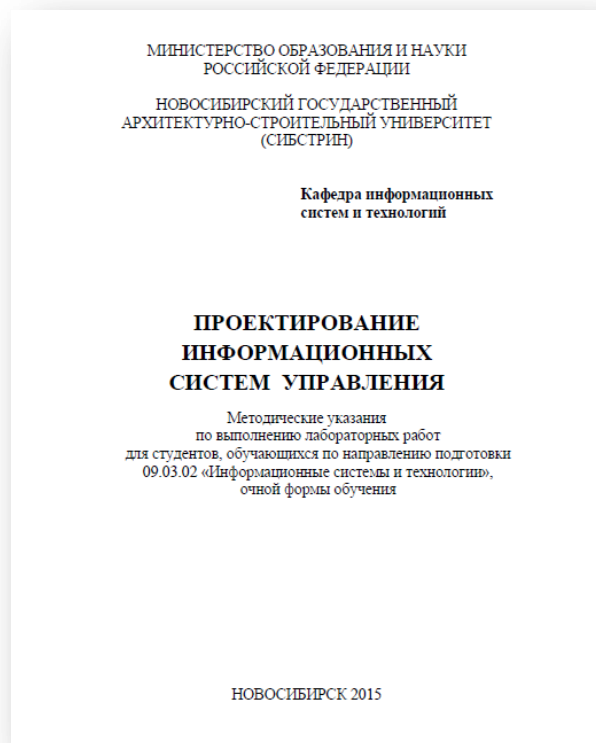 МИНИСТЕРСТВО ОБРАЗОВАНИЯ И НАУКИ
РОССИЙСКОЙ ФЕДЕРАЦИИ
НОВОСИБИРСКИЙ ГОСУДАРСТВЕННЫЙ
АРХИТЕКТУРНО-СТРОИТЕЛЬНЫЙ УНИВЕРСИТЕТ
(СИБСТРИН)
Кафедра информационных
систем и технологий
ПРОЕКТИРОВАНИЕ
ИНФОРМАЦИОННЫХ
СИСТЕМ УПРАВЛЕНИЯ
Методические указания
по выполнению лабораторных работ
для студентов, обучающихся по направлению подготовки
09.03.02 «Информационные системы и технологии»,
очной формы обучения
НОВОСИБИРСК 2015